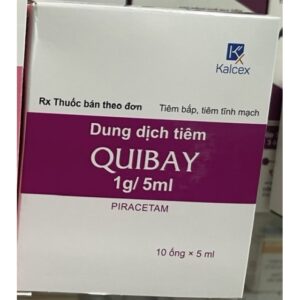 Kalcex
Rx Thuốc bán theo đơn
Tiêm bắp, tiêm tĩnh mạch
Dung dịch tiêm
QUIBAY
1g/ 5ml
PIRACETAM
10 ống × 5 ml